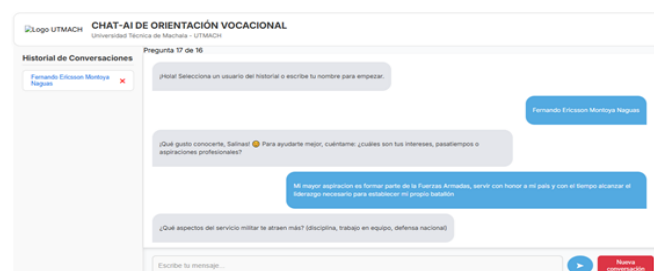 Logo UTMACH
CHAT-AI DE ORIENTACIÓN VOCACIONAL
Universidad Técnica de Machala - UTMACH
Historial de Conversaciones
Fernando Ericsson Montoya
Naguas
Pregunta 17 de 16
¡Hola! Selecciona un usuario del historial o escribe tu nombre para empezar.
Fernando Ericsson Montoya Naguas
¡Qué gusto conocerte, Salinas! 😊 Para ayudarte mejor, cuéntame: ¿cuáles son tus intereses, pasatiempos o
aspiraciones profesionales?
Mi mayor aspiracion es formar parte de la Fuerzas Armadas, servir con honor a mi pais y con el tiempo alcanzar el
liderazgo necesario para establecer mi propio batallón
¿Qué aspectos del servicio militar te atraen más? (disciplina, trabajo en equipo, defensa nacional)
Escribe tu mensaje...
Nueva
conversación